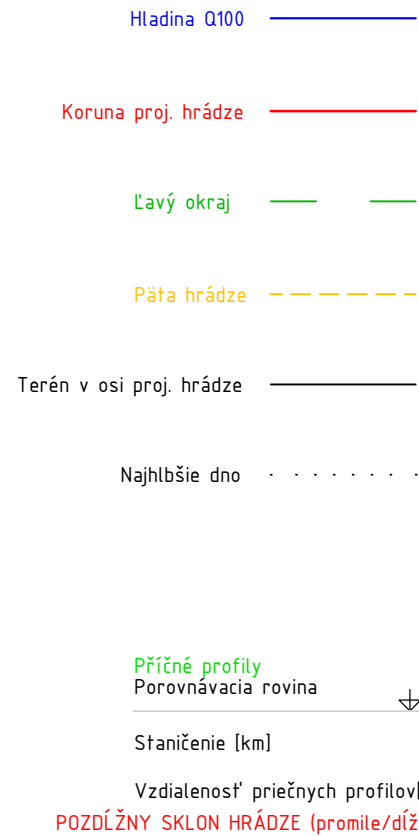 Hladina Q100
Koruna proj. hrádze
Ľavý okraj
Päta hrádze
Terén v osi proj. hrádze
Najhlbšie dno
Příčné profily
Porovnávacia rovina
Staničenie [km]
Vzdialenosť priečnych profilov[
POZDĹŽNY SKLON HRÁDZE (promile/dĺž